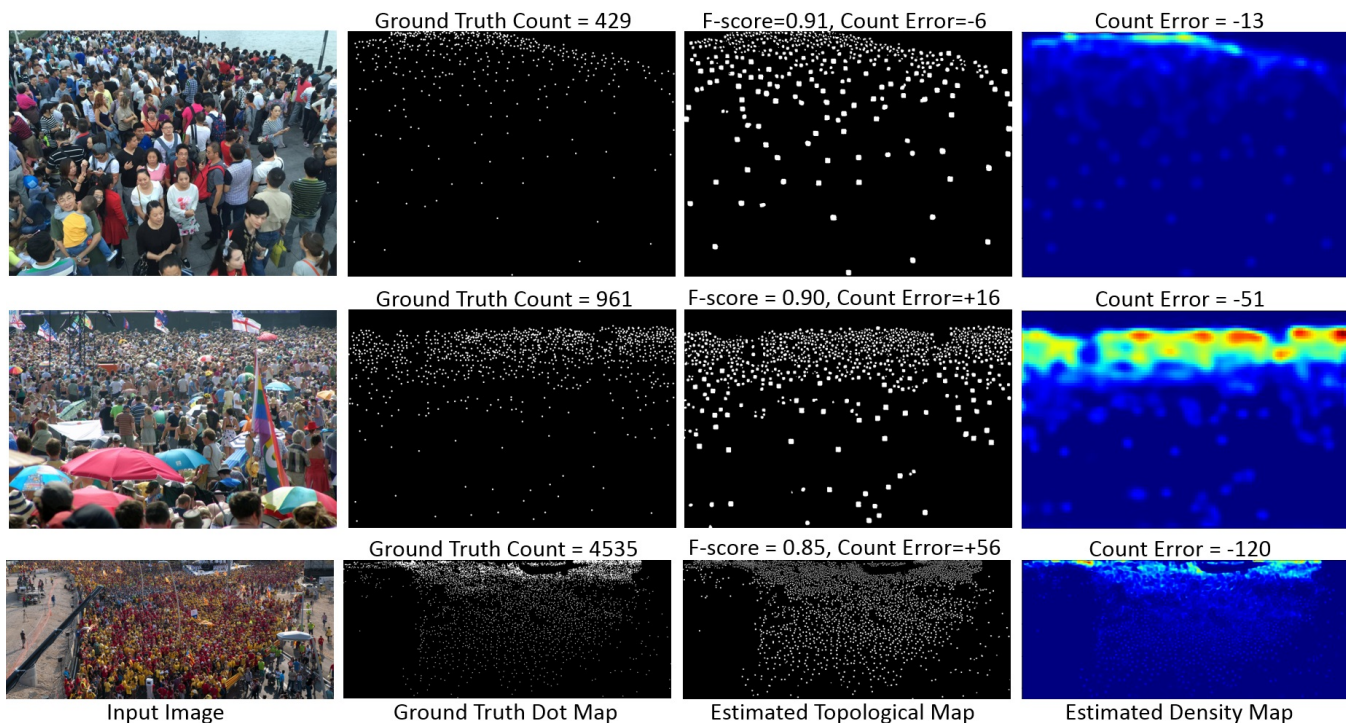 Ground Truth Count = 429
F-score=0.91, Count Error=-6
Count Error = -13
Ground Truth Count = 961
F-score = 0.90, Count Error=+16
Count Error = -51
Ground Truth Count = 4535
F-score = 0.85, Count Error=+56
Count Error = -120
Input Image
Ground Truth Dot Map
Estimated Topological Map
Estimated Density Map